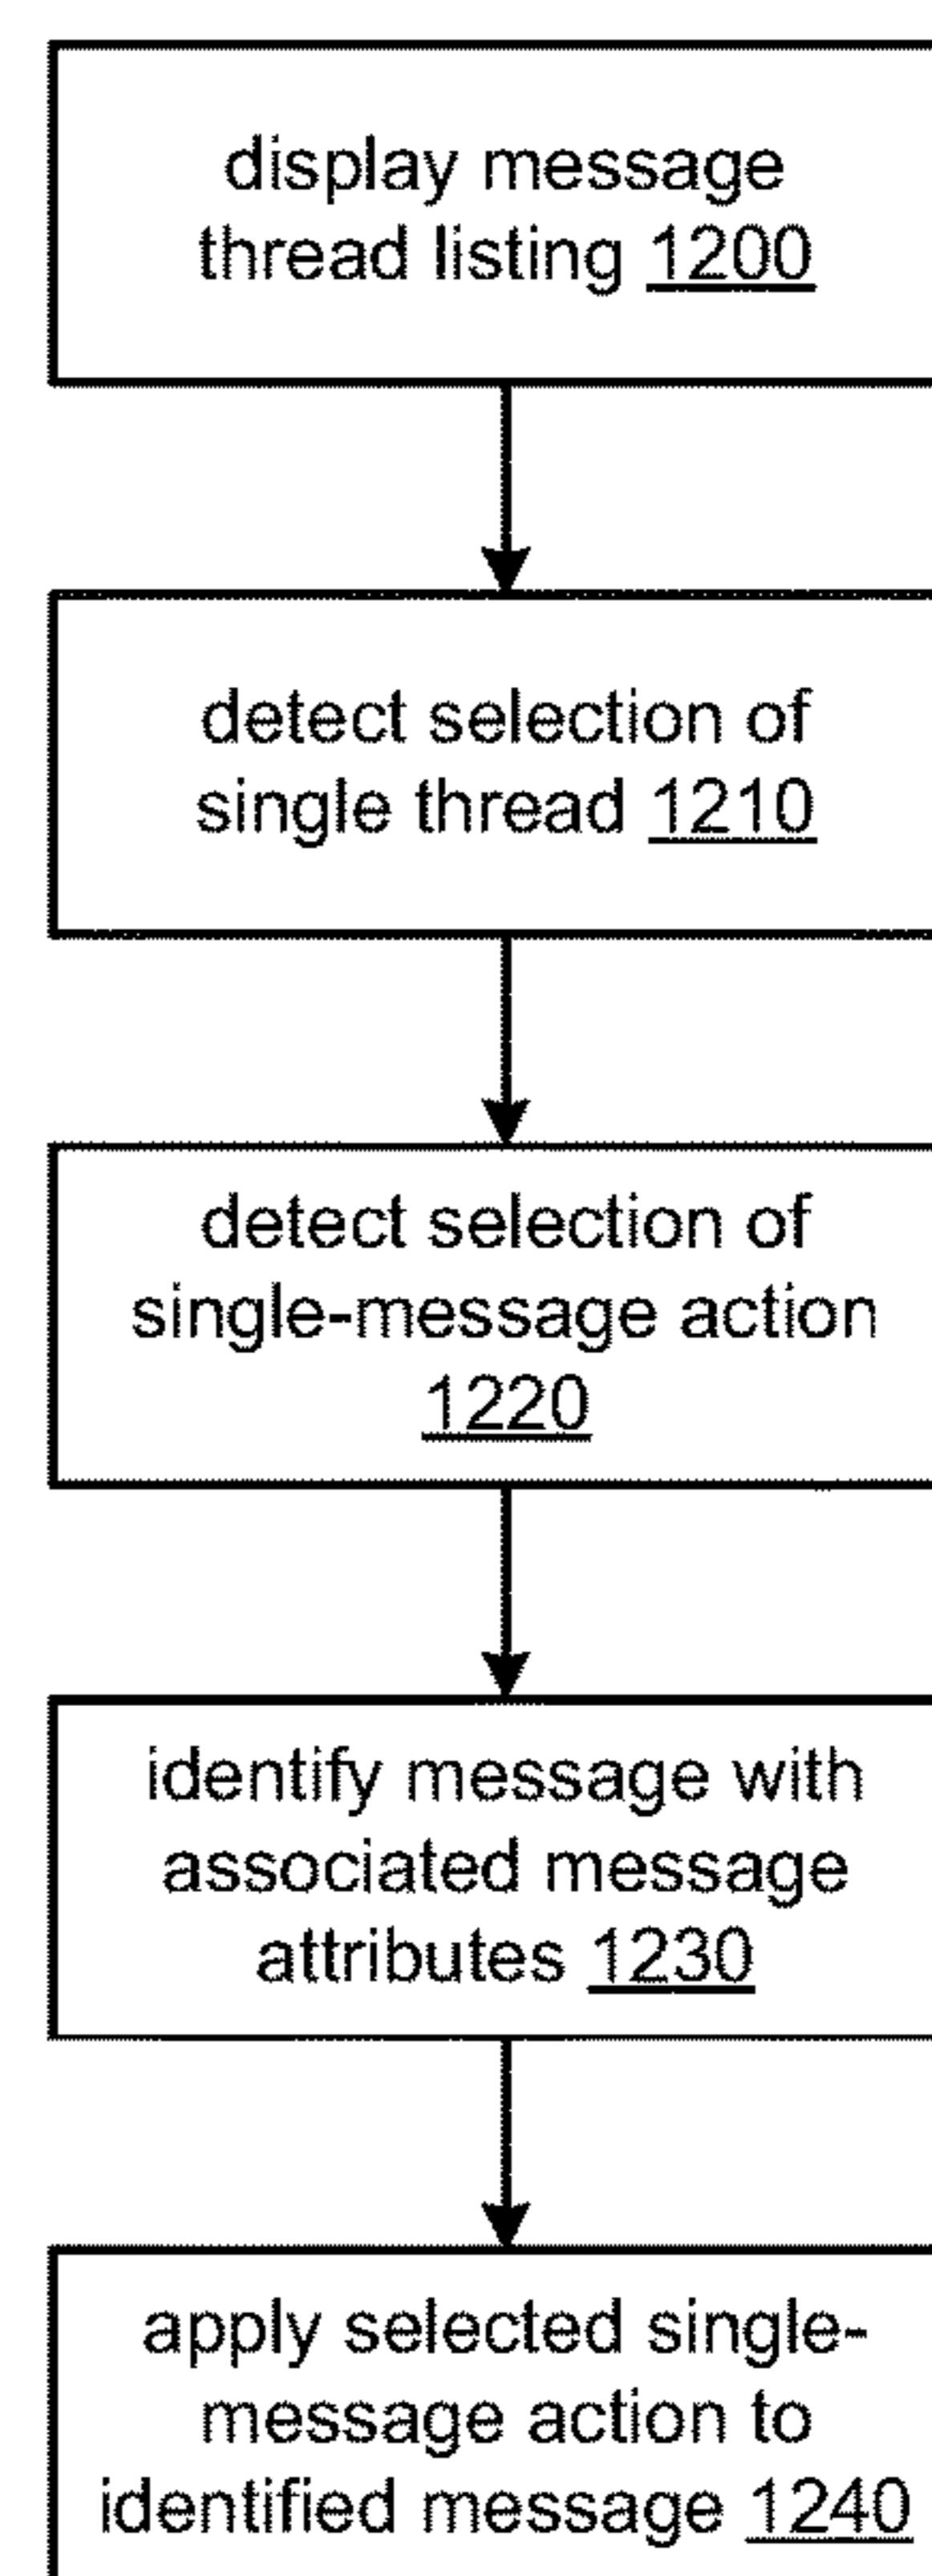 display message
thread listing 1200
detect selection of
single thread 1210
detect selection of
single-message action
1220
identify message with
associated message
attributes 1230
apply selected single-
message action to
identified message 1240